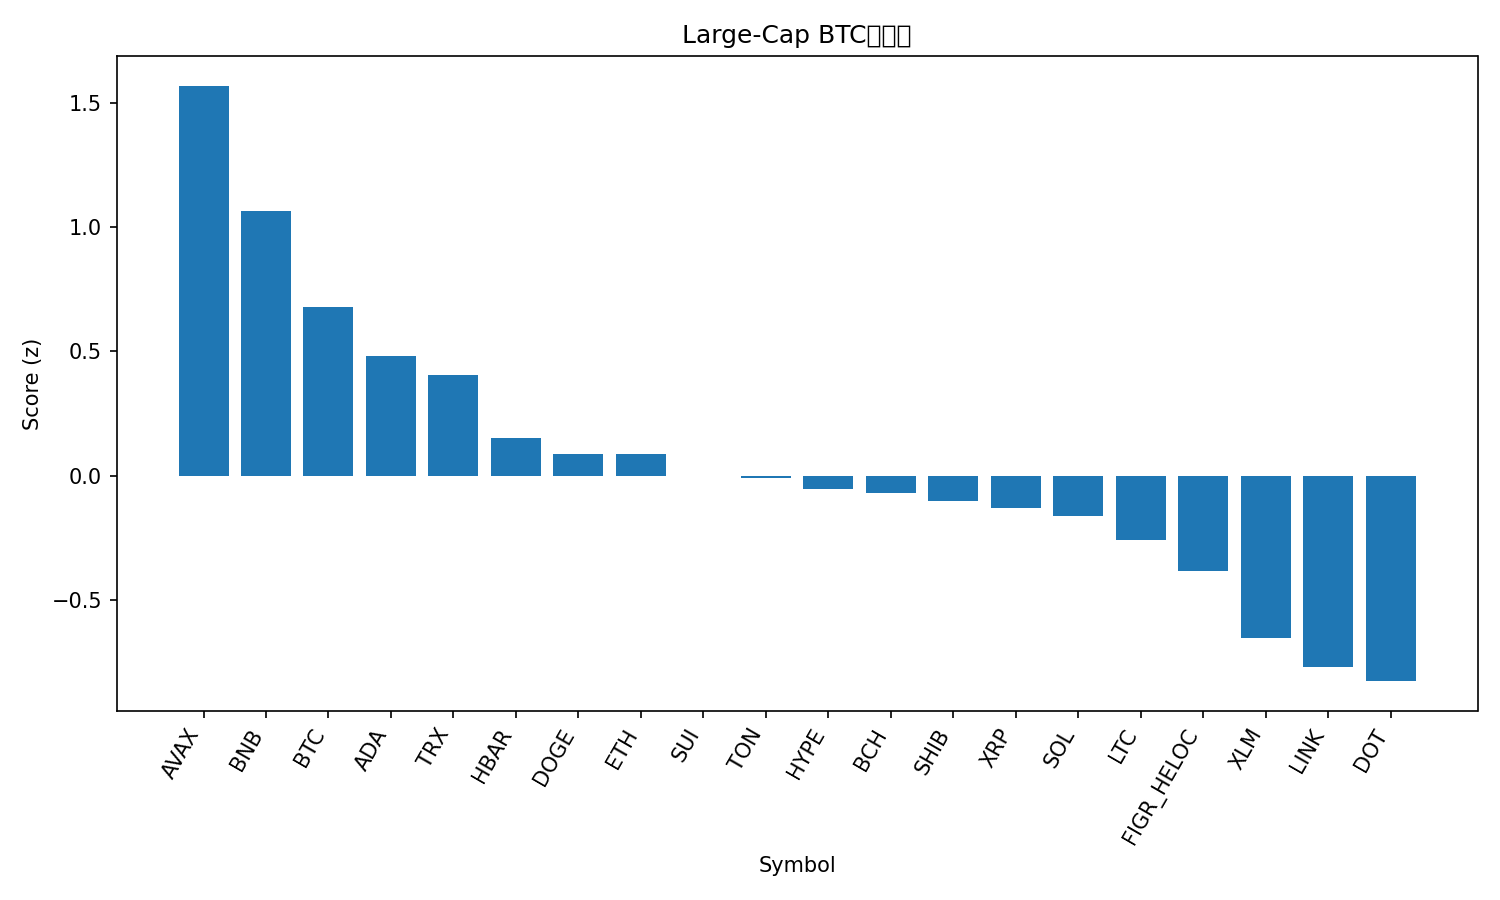 Large-Cap BTC
Score (z)
1.5
1.0
0.5
0.0
−0.5
AVAX
BNB
BTC
ADA
TRX
HBAR
DOGE
ETH
SUI
TON
HYPE
BCH
SHIB
XRP
SOL
LTC
FIGR_HELOC
XLM
LINK
DOT
Symbol